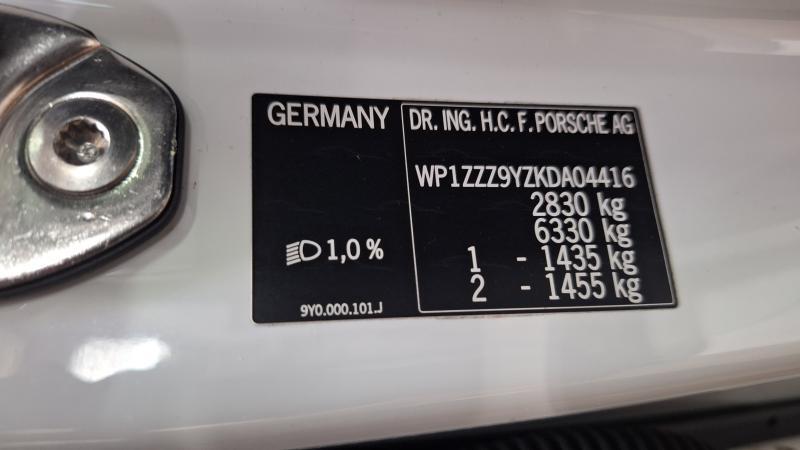 GERMANY
DR. ING. H.C. F. PORSCHE AG
WP1ZZZ9YZKDA04416
2830 kg
6330 kg
1 - 1435 kg
2 - 1455 kg
1,0 %
9Y0.000.101.J